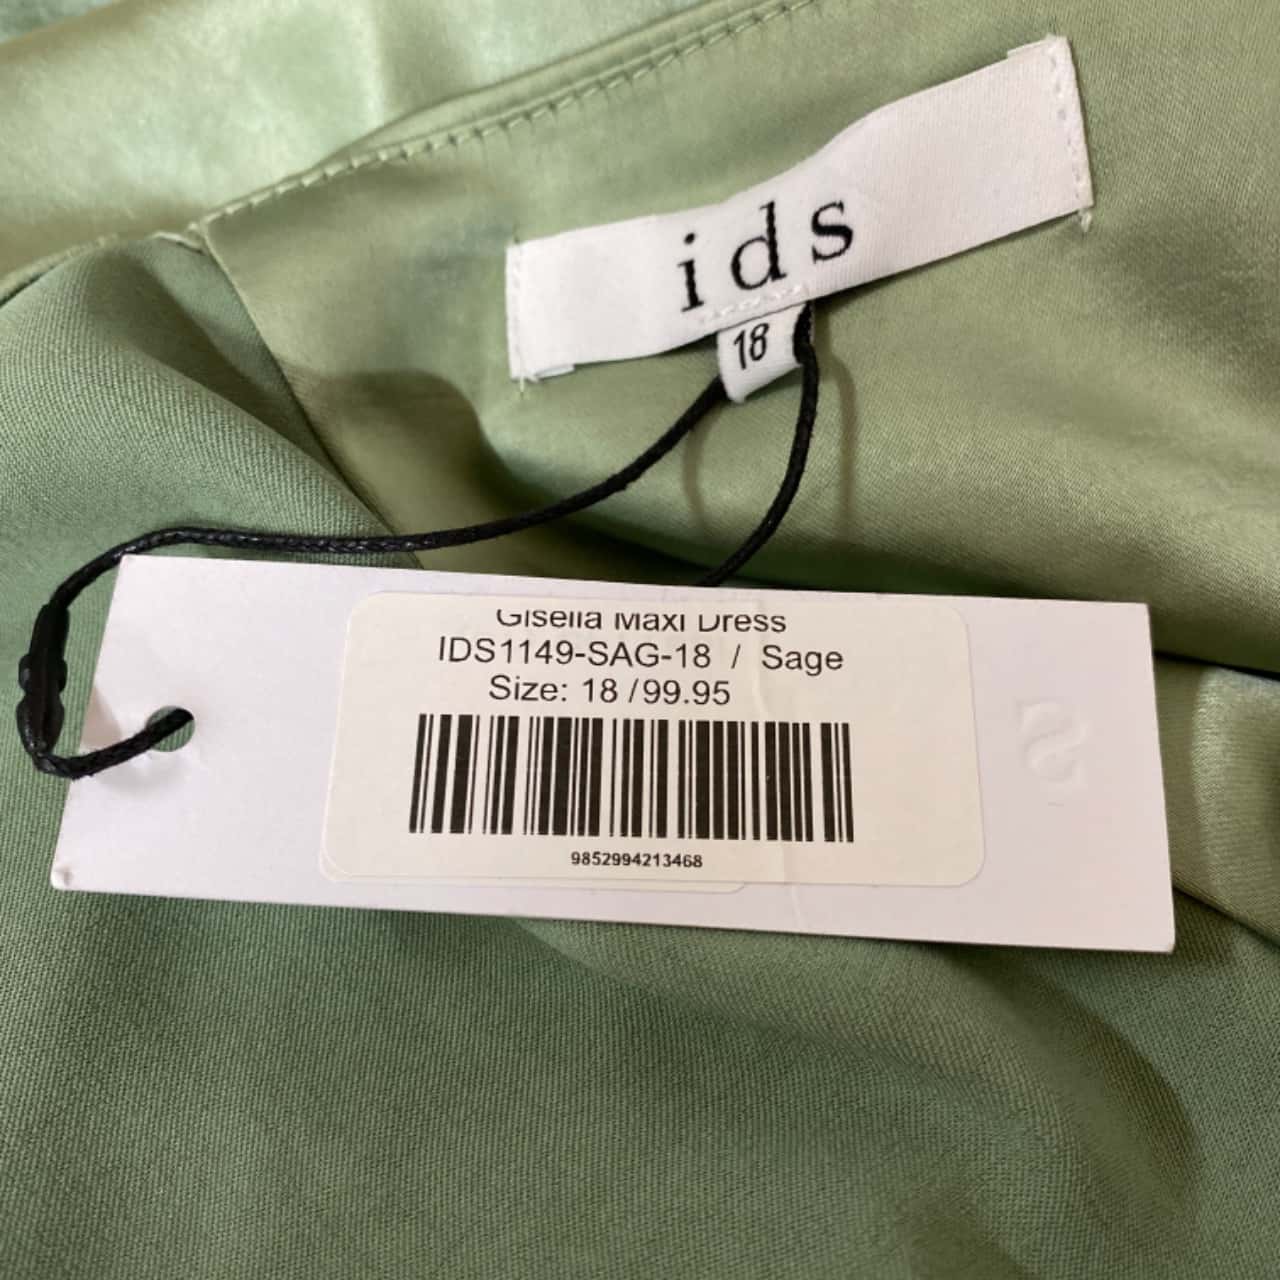 ids
18
Gisella Maxi Dress
IDS1149-SAG-18 / Sage
Size: 18 /99.95
9852994213468